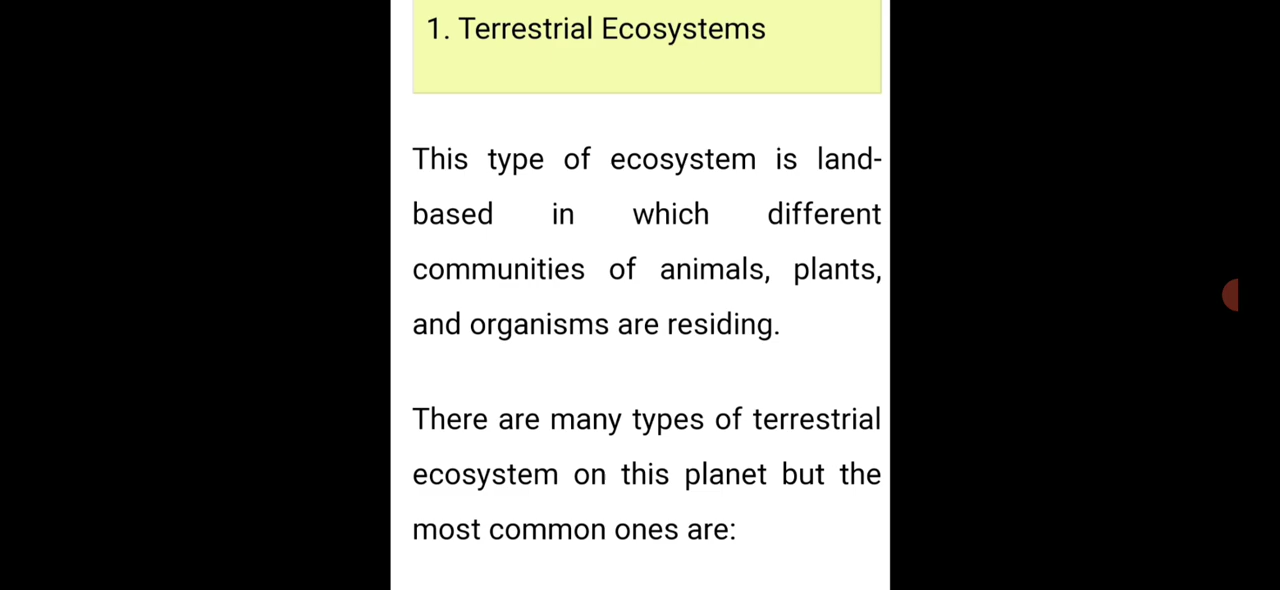 1. Terrestrial Ecosystems
This type of ecosystem is land-
based in which different
communities of animals, plants,
and organisms are residing.
There are many types of terrestrial
ecosystem on this planet but the
most common ones are: